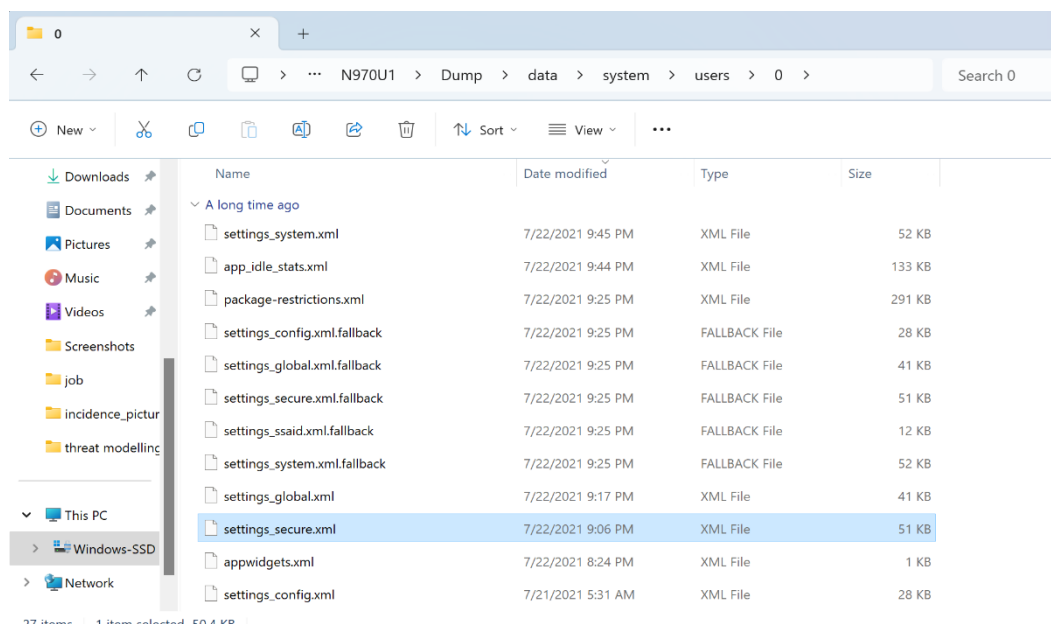 0
N970U1 > Dump > data > system > users > 0 >
Search 0
New
Sort
View
Downloads
Documents
Pictures
Music
Videos
Screenshots
job
incidence_pictur
threat modelling
This PC
Windows-SSD
Network
Name Date modified Type Size
A long time ago
settings_system.xml 7/22/2021 9:45 PM XML File 52 KB
app_idle_stats.xml 7/22/2021 9:44 PM XML File 133 KB
package-restrictions.xml 7/22/2021 9:25 PM XML File 291 KB
settings_config.xml.fallback 7/22/2021 9:25 PM FALLBACK File 28 KB
settings_global.xml.fallback 7/22/2021 9:25 PM FALLBACK File 41 KB
settings_secure.xml.fallback 7/22/2021 9:25 PM FALLBACK File 51 KB
settings_ssaid.xml.fallback 7/22/2021 9:25 PM FALLBACK File 12 KB
settings_system.xml.fallback 7/22/2021 9:25 PM FALLBACK File 52 KB
settings_global.xml 7/22/2021 9:17 PM XML File 41 KB
settings_secure.xml 7/22/2021 9:06 PM XML File 51 KB
appwidgets.xml 7/22/2021 8:24 PM XML File 1 KB
settings_config.xml 7/21/2021 5:31 AM XML File 28 KB
27 items 1 item selected 50.4 KB